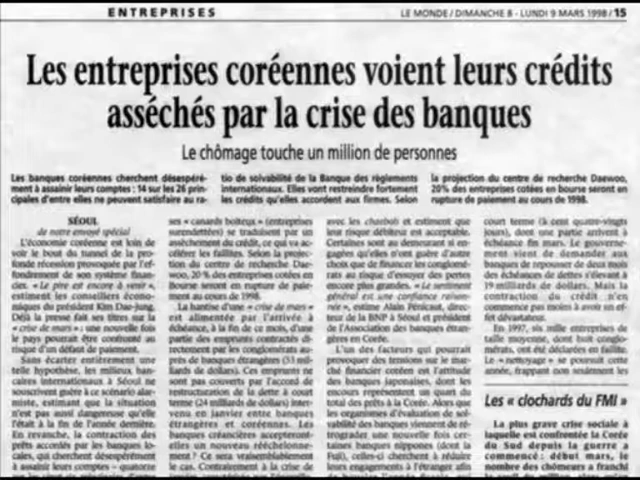 ENTREPRISES
LE MONDE / DIMANCHE 8 - LUNDI 9 MARS 1998 / 15
Les entreprises coréennes voient leurs crédits
asséchés par la crise des banques
Le chômage touche un million de personnes
Les banques coréennes cherchent désespéré-
ment à assainir leurs comptes : 14 sur les 26 prin-
cipales d'entre elles ne peuvent satisfaire au ra-
tio de solvabilité de la Banque des règlements
internationaux. Elles vont restreindre fortement
les crédits qu'elles accordent aux firmes. Selon
la projection du centre de recherche Daewoo,
20% des entreprises cotées en bourse seront en
rupture de paiement au cours de 1998.
SÉOUL
de notre envoyé spécial
L'économie coréenne est loin de
voir le bout du tunnel de la pro-
fonde récession provoquée par l'ef-
fondrement de son système finan-
cier. « Le pire est encore à venir »,
estiment les conseillers écono-
miques du président Kim Dae-jung.
Déjà la presse fait ses titres sur la
« crise de mars » : une nouvelle fois
le pays pourrait être confronté au
risque d'un défaut de paiement.
Sans écarter entièrement une
telle hypothèse, les milieux ban-
caires internationaux à Séoul ne
souscrivent guère à ce scénario alar-
miste, estimant que la situation
n'est pas aussi dangereuse qu'elle
l'était à la fin de l'année dernière.
En revanche, la contraction des
prêts accordés par les banques lo-
cales, qui cherchent désespérément
à assainir leurs comptes – quatorze
ses « canards boiteux » (entreprises
surendettées) se traduisent par un
assèchement du crédit, ce qui va ac-
célérer les faillites. Selon la projec-
tion du centre de recherche Dae-
woo, 20 % des entreprises cotées en
Bourse seront en rupture de paie-
ment au cours de 1998.
La hantise d'une « crise de mars »
est alimentée par l'arrivée à
échéance, à la fin de ce mois, d'une
partie des emprunts contractés di-
rectement par les conglomérats au-
près de banques étrangères (53 mil-
liards de dollars). Ces emprunts ne
sont pas couverts par l'accord de
restructuration de la dette à court
terme (24 milliards de dollars) inter-
venu en janvier entre banques
étrangères et coréennes. Les
banques créancières accepteront-
elles un nouveau rééchelonne-
ment ? Ce sera vraisemblablement
le cas. Contraindre à la crise de
avec les chaebols et estiment que
leur risque débiteur est acceptable.
Certaines sont au demeurant si en-
gagées qu'elles n'ont guère d'autre
choix que de financer les conglomé-
rats au risque d'essuyer des pertes
encore plus grandes. « Le sentiment
général est une confiance raison-
née », estime Alain Pénicaut, direc-
teur de la BNP à Séoul et président
de l'Association des banques étran-
gères en Corée.
L'un des facteurs qui pourrait
provoquer des tensions sur le mar-
ché financier coréen est l'attitude
des banques japonaises, dont les
encours représentent un quart du
total des prêts à la Corée. Alors que
les organismes d'évaluation de sol-
vabilité des banques viennent de ré-
trograder une nouvelle fois cer-
taines banques nippones (dont la
Fuji), celles-ci cherchent à réduire
leurs engagements à l'étranger afin
court terme (à cent quatre-vingts
jours), dont une partie arrivent à
échéance fin mars. Le gouverne-
ment vient de demander aux
banques de repousser de deux mois
des échéances de dettes s'élevant à
19 milliards de dollars. Mais la
contraction du crédit n'en
commence pas moins à avoir un ef-
fet dévastateur.
En 1997, six mille entreprises de
taille moyenne, dont huit conglo-
mérats, ont été déclarées en faillite.
Le « nettoyage » se poursuit cette
année, frappant non seulement les
Les « clochards du FMI »
La plus grave crise sociale à
laquelle est confrontée la Corée
du Sud depuis la guerre a
commencé : début mars, le
nombre des chômeurs a franchi